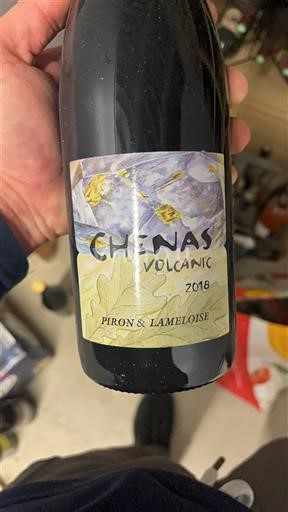 CHENAS
VOLCANIC
2018
PIRON & LAMELOISE